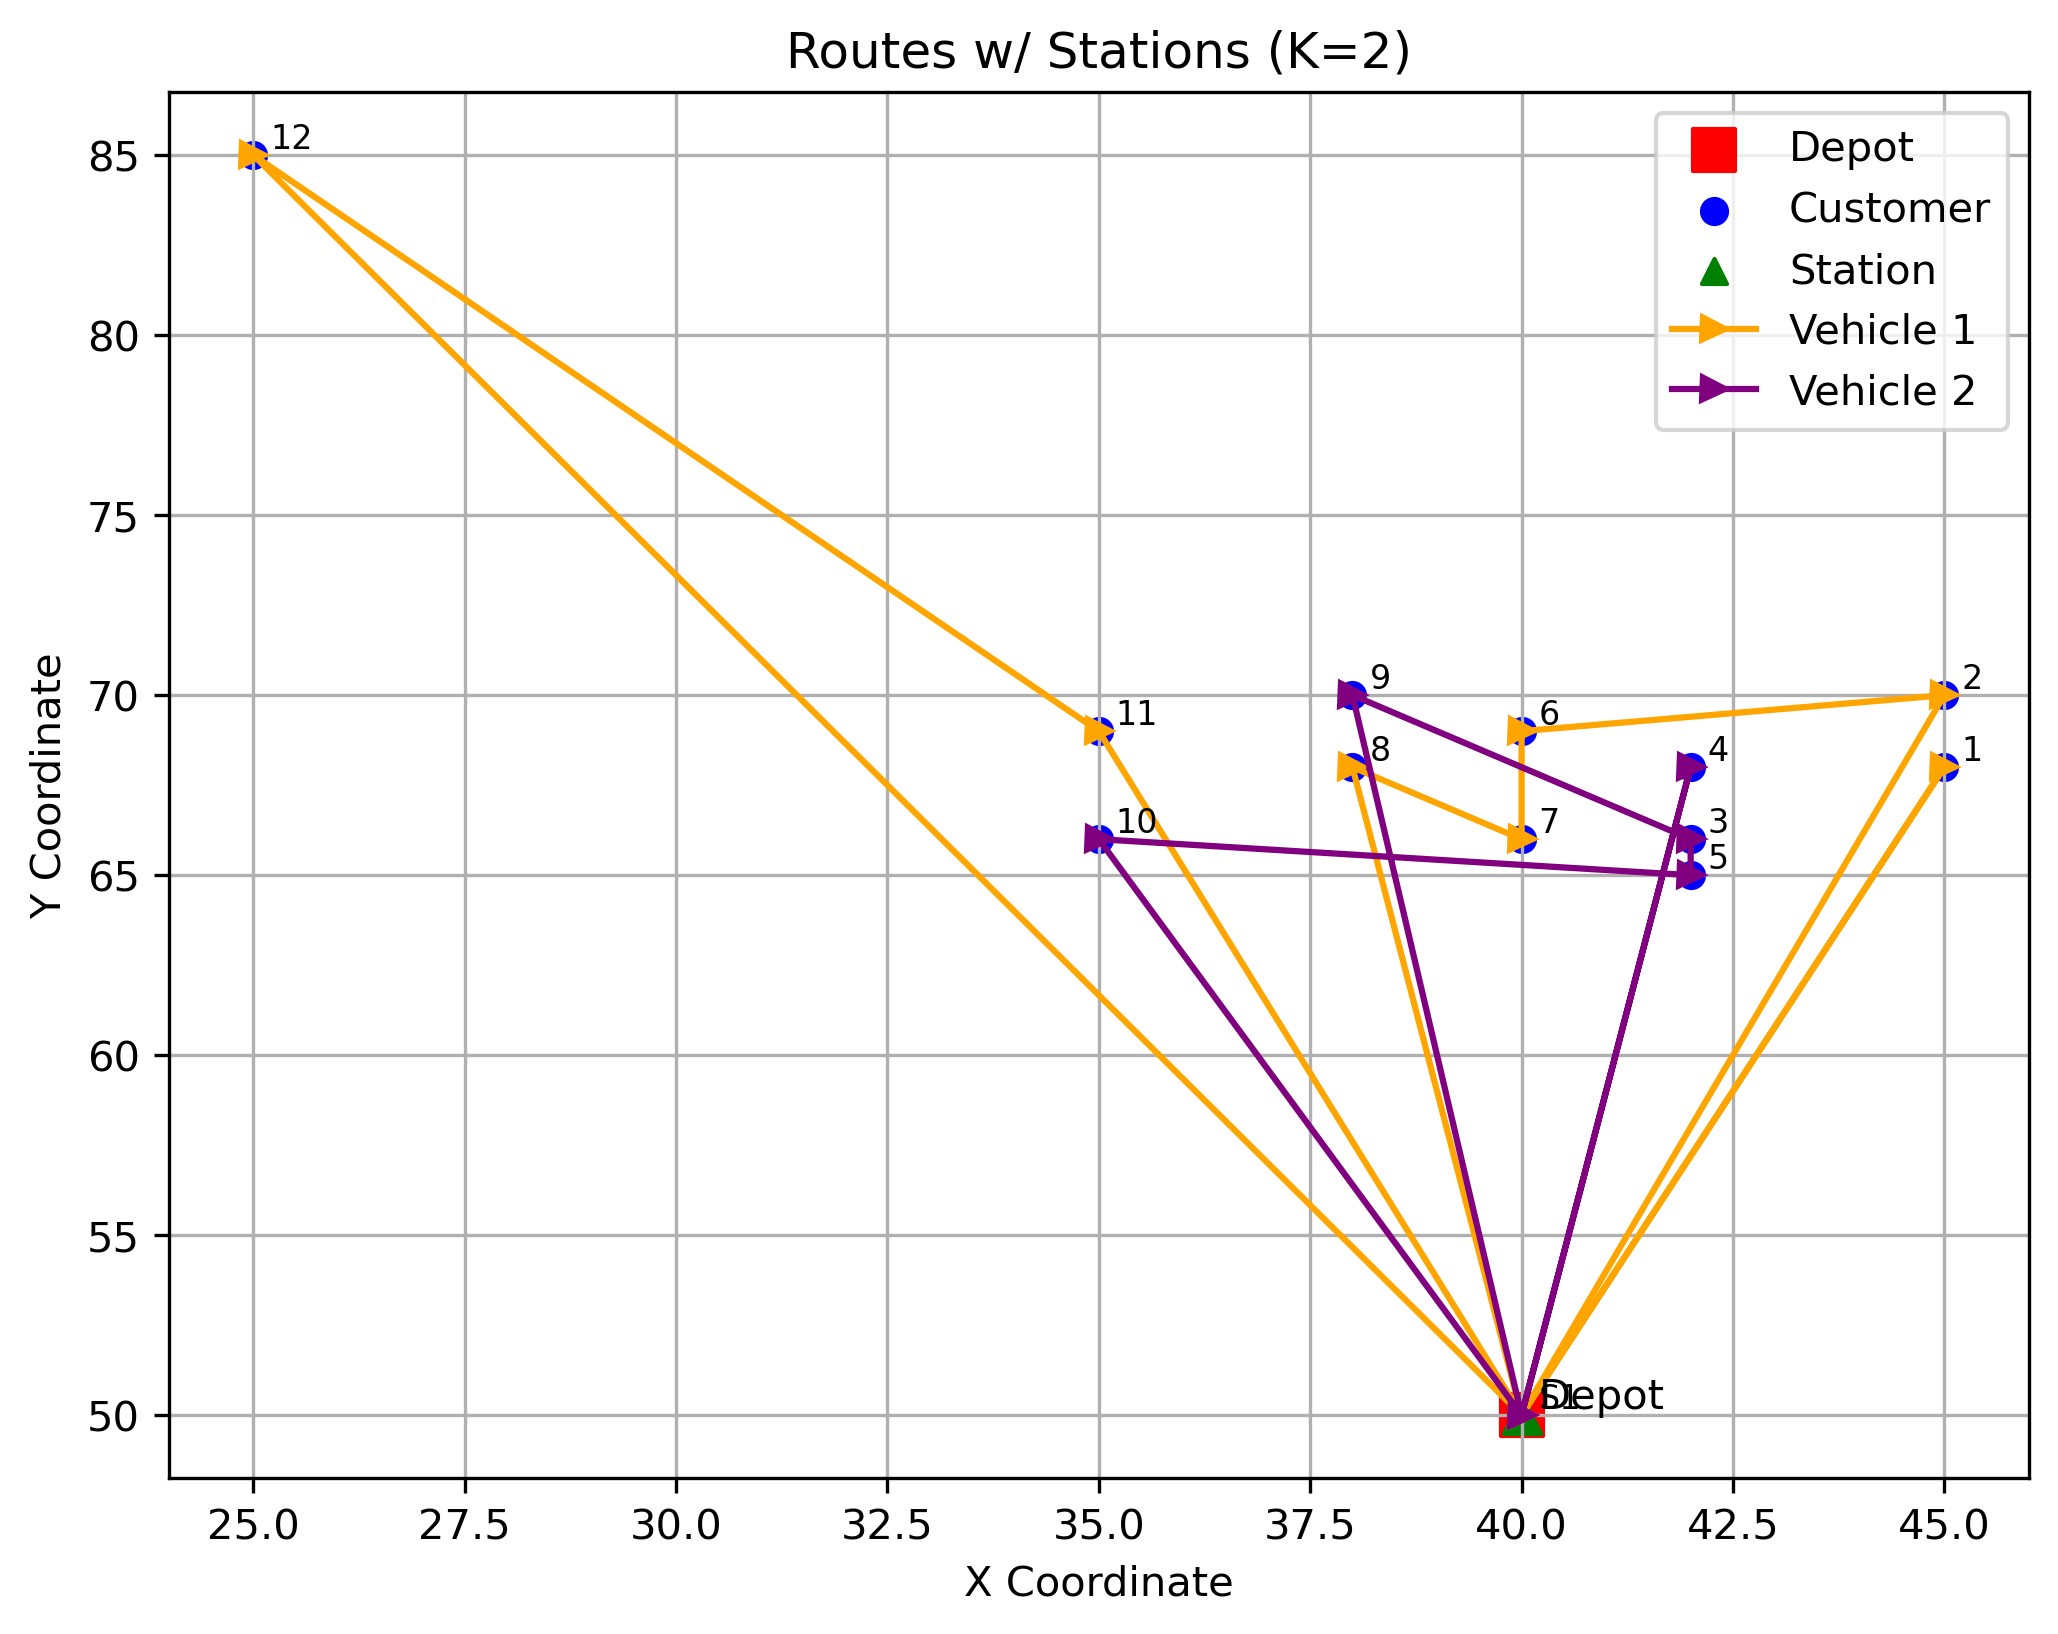 Routes w/ Stations (K=2)
Depot
Customer
Station
Vehicle 1
Vehicle 2
85
80
75
70
65
60
55
50
Y Coordinate
12
11
10
9
8
6
7
4
3
5
2
1
Depot
S1
25.0 27.5 30.0 32.5 35.0 37.5 40.0 42.5 45.0
X Coordinate